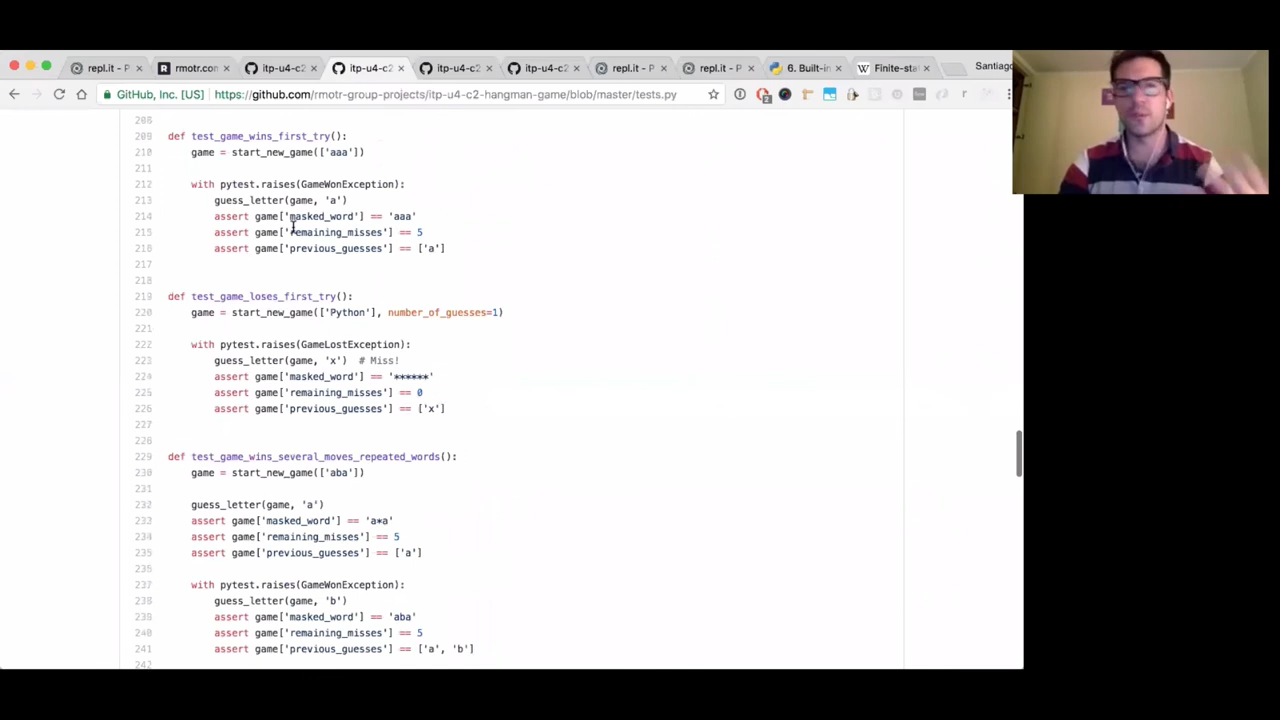 repl.it - P
rmotr.con
itp-u4-c2
itp-u4-c2
itp-u4-c2
itp-u4-c2
repl.it - P
repl.it - P
6. Built-in
Finite-sta
Santiago
GitHub, Inc. [US]
https://github.com/rmotr-group-projects/itp-u4-c2-hangman-game/blob/master/tests.py
208
209 def test_game_wins_first_try():
210 game = start_new_game(['aaa'])
211
212 with pytest.raises(GameWonException):
213 guess_letter(game, 'a')
214 assert game['masked_word'] == 'aaa'
215 assert game['remaining_misses'] == 5
216 assert game['previous_guesses'] == ['a']
217
218
219 def test_game_loses_first_try():
220 game = start_new_game(['Python'], number_of_guesses=1)
221
222 with pytest.raises(GameLostException):
223 guess_letter(game, 'x') # Miss!
224 assert game['masked_word'] == '******'
225 assert game['remaining_misses'] == 0
226 assert game['previous_guesses'] == ['x']
227
228
229 def test_game_wins_several_moves_repeated_words():
230 game = start_new_game(['aba'])
231
232 guess_letter(game, 'a')
233 assert game['masked_word'] == 'a*a'
234 assert game['remaining_misses'] == 5
235 assert game['previous_guesses'] == ['a']
236
237 with pytest.raises(GameWonException):
238 guess_letter(game, 'b')
239 assert game['masked_word'] == 'aba'
240 assert game['remaining_misses'] == 5
241 assert game['previous_guesses'] == ['a', 'b']
242